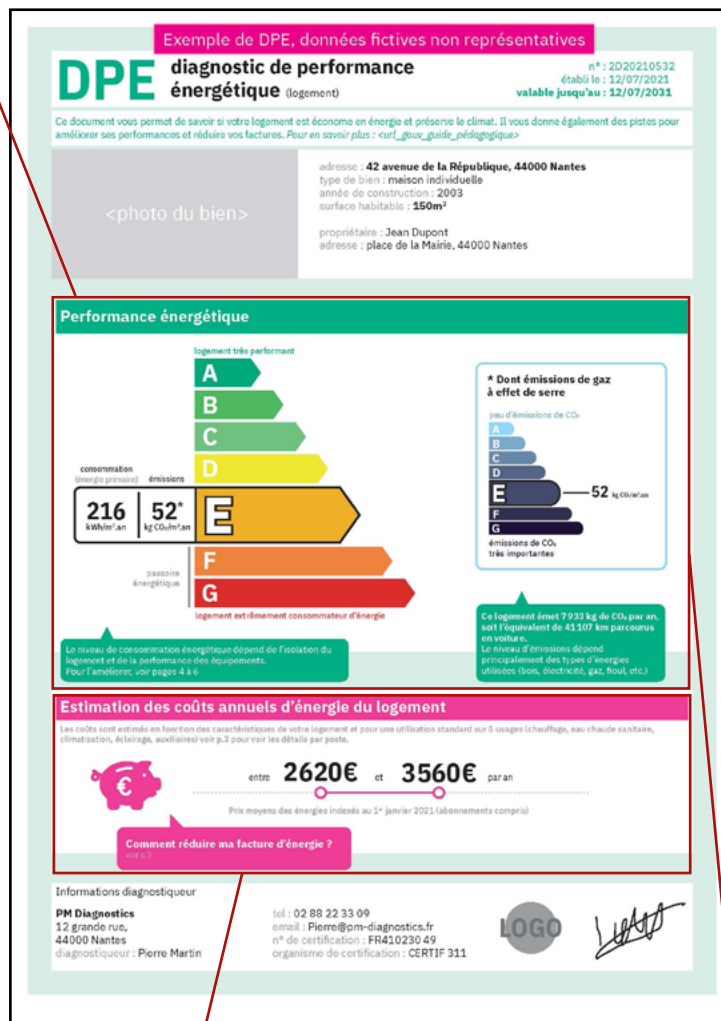 Exemple de DPE, données fictives non représentatives
DPE
diagnostic de performance
énergétique (logement)
n° : 2D20210532
établi le : 12/07/2021
valable jusqu'au : 12/07/2031
Ce document vous permet de savoir si votre logement est économe en énergie et préserve le climat. Il vous donne également des pistes pour
améliorer ses performances et réduire vos factures. Pour en savoir plus : <url_gouv_guide_pédagogique>
<photo du bien>
adresse : 42 avenue de la République, 44000 Nantes
type de bien : maison individuelle
année de construction : 2003
surface habitable : 150m²
propriétaire : Jean Dupont
adresse : place de la Mairie, 44000 Nantes
Performance énergétique
logement très performant
A
B
C
D
consommation
(énergie primaire)
émissions
216
kWh/m².an
52*
kg CO₂/m².an
E
passoire
énergétique
F
G
logement extrêmement consommateur d'énergie
Le niveau de consommation énergétique dépend de l'isolation du
logement et de la performance des équipements.
Pour l'améliorer, voir pages 4 à 6
* Dont émissions de gaz
à effet de serre
peu d'émissions de CO₂
A
B
C
D
E
52 kg CO₂/m².an
F
G
émissions de CO₂
très importantes
Ce logement émet 7 933 kg de CO₂ par an,
soit l'équivalent de 41 107 km parcourus
en voiture.
Le niveau d'émissions dépend
principalement des types d'énergies
utilisées (bois, électricité, gaz, fioul, etc.)
Estimation des coûts annuels d'énergie du logement
Les coûts sont estimés en fonction des caractéristiques de votre logement et pour une utilisation standard sur 5 usages (chauffage, eau chaude sanitaire,
climatisation, éclairage, auxiliaires) voir p.3 pour voir les détails par poste.
€
entre 2620€ et 3560€ par an
Prix moyens des énergies indexés au 1er janvier 2021 (abonnements compris)
Comment réduire ma facture d'énergie ?
voir p.3
Informations diagnostiqueur
PM Diagnostics
12 grande rue,
44000 Nantes
diagnostiqueur : Pierre Martin
tel : 02 88 22 33 09
email : Pierre@pm-diagnostics.fr
n° de certification : FR410230 49
organisme de certification : CERTIF 311
LOGO